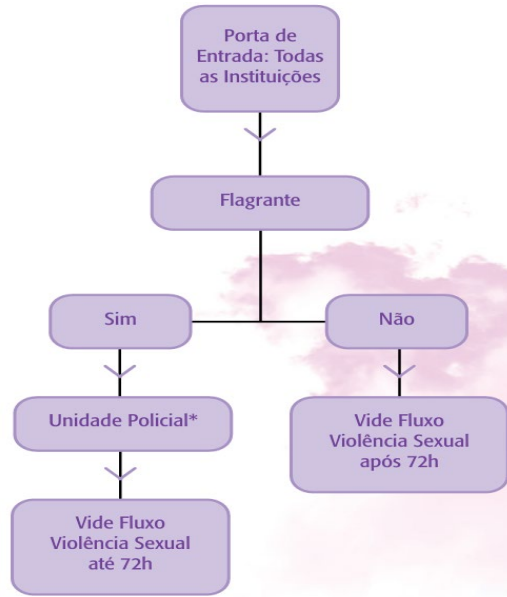 Porta de
Entrada: Todas
as Instituições
Flagrante
Sim
Não
Unidade Policial*
Vide Fluxo
Violência Sexual
após 72h
Vide Fluxo
Violência Sexual
até 72h